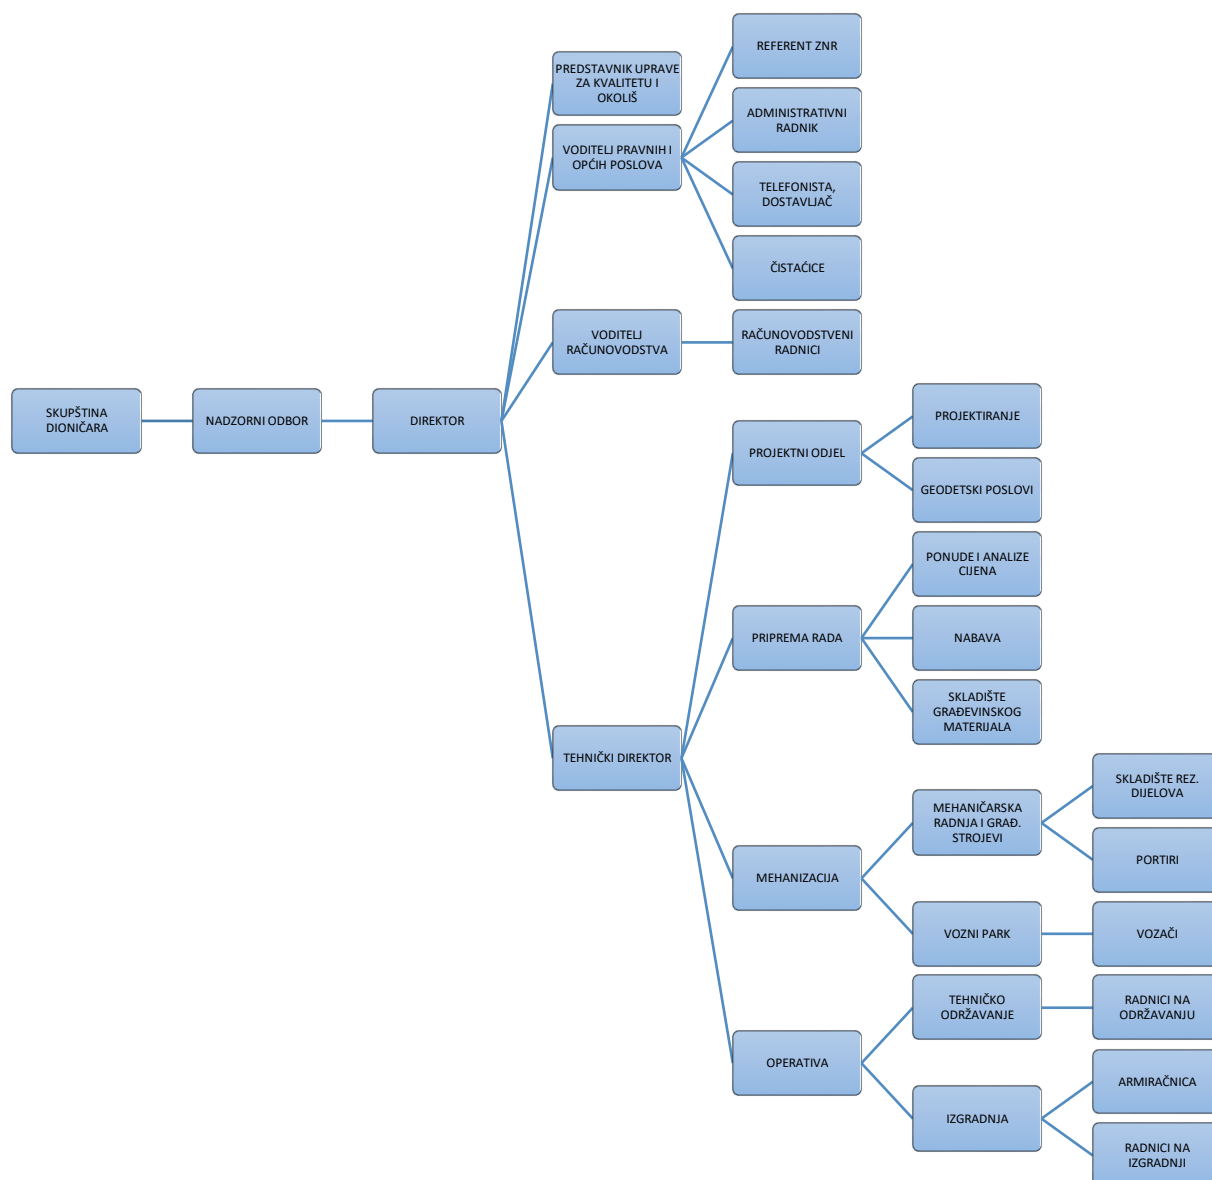 SKUPŠTINA
DIONIČARA
NADZORNI ODBOR
DIREKTOR
PREDSTAVNIK UPRAVE
ZA KVALITETU I
OKOLIŠ
VODITELJ PRAVNIH I
OPĆIH POSLOVA
REFERENT ZNR
ADMINISTRATIVNI
RADNIK
TELEFONISTA,
DOSTAVLJAČ
ČISTAĆICE
VODITELJ
RAČUNOVODSTVA
RAČUNOVODSTVENI
RADNICI
TEHNIČKI DIREKTOR
PROJEKTNI ODJEL
PROJEKTIRANJE
GEODETSKI POSLOVI
PRIPREMA RADA
PONUDE I ANALIZE
CIJENA
NABAVA
SKLADIŠTE
GRAĐEVINSKOG
MATERIJALA
MEHANIZACIJA
MEHANIČARSKA
RADNJA I GRAĐ.
STROJEVI
SKLADIŠTE REZ.
DIJELOVA
PORTIRI
VOZNI PARK
VOZAČI
OPERATIVA
TEHNIČKO
ODRŽAVANJE
RADNICI NA
ODRŽAVANJU
IZGRADNJA
ARMIRAČNICA
RADNICI NA
IZGRADNJI